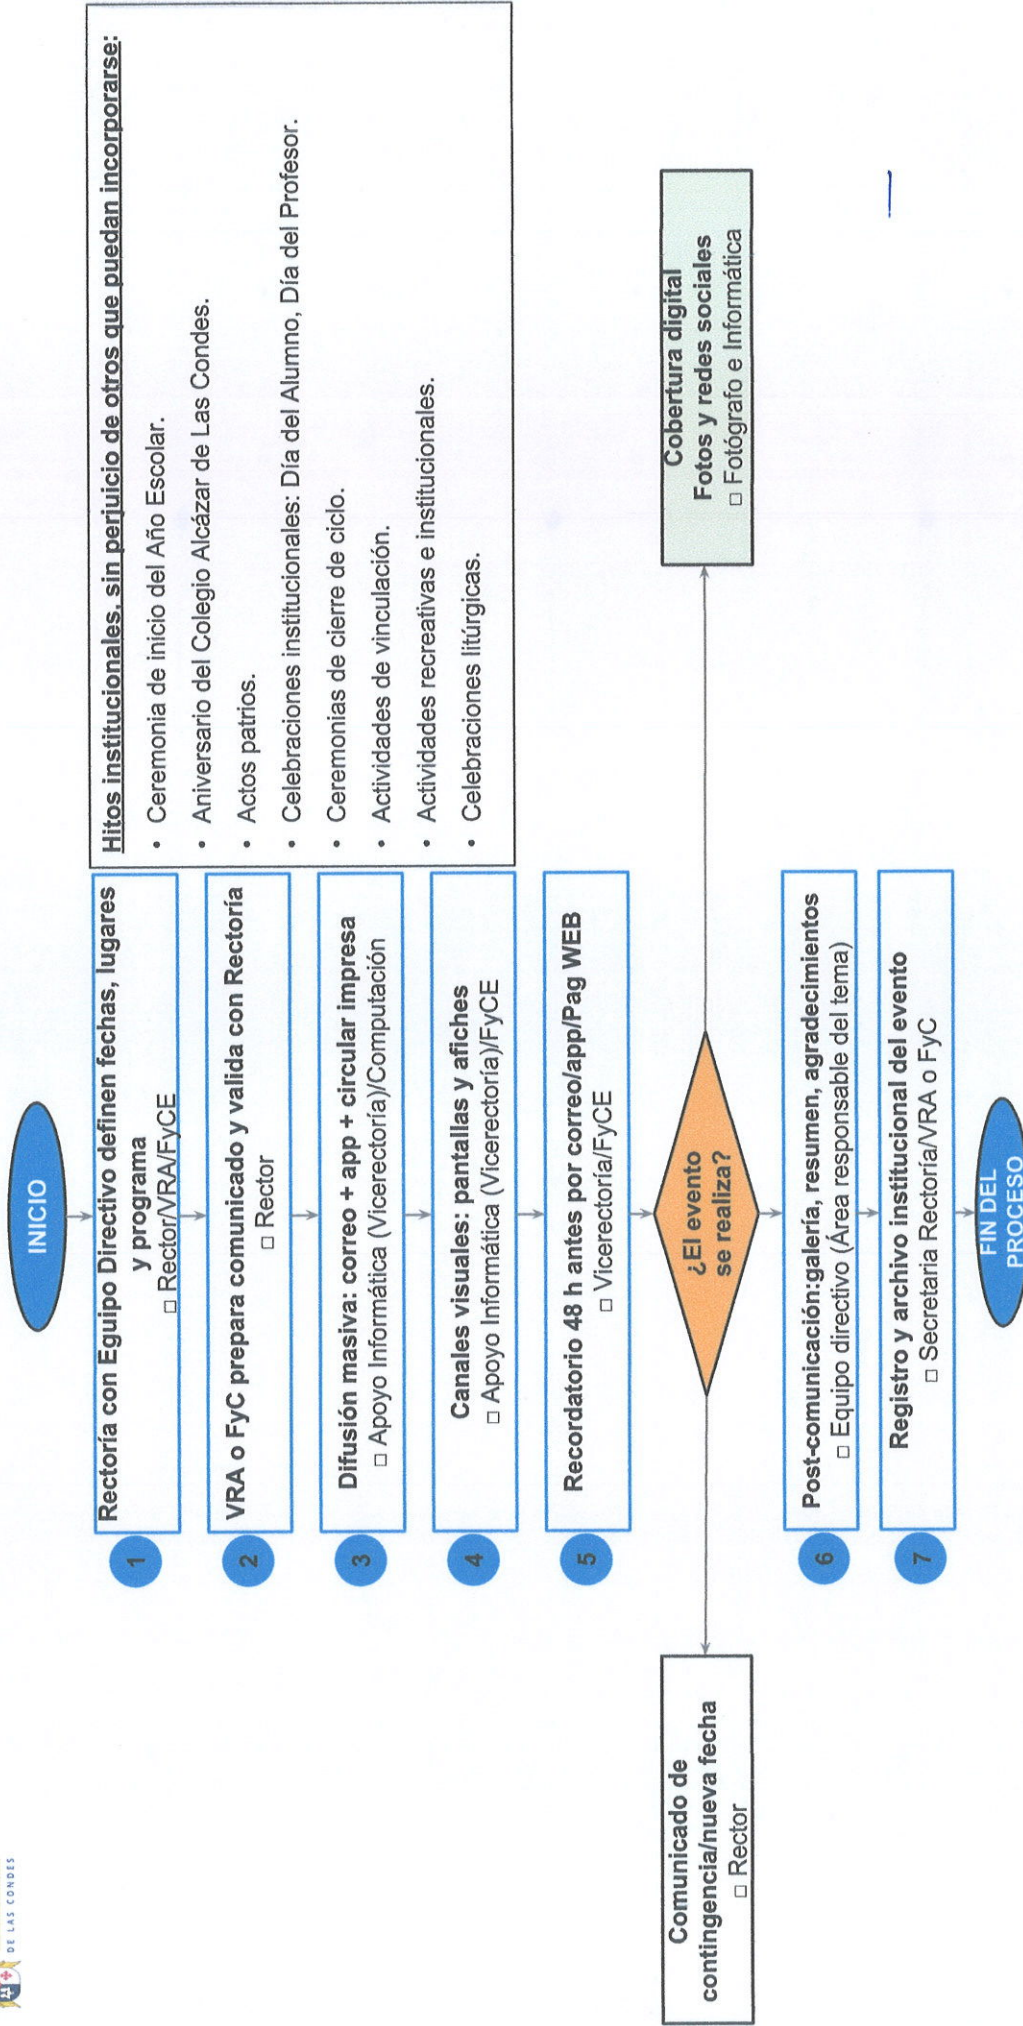 DE LAS CONDES
INICIO
1
Rectoría con Equipo Directivo definen fechas, lugares
y programa
□ Rector/VRA/FyCE
Hitos institucionales, sin perjuicio de otros que puedan incorporarse:
• Ceremonia de inicio del Año Escolar.
• Aniversario del Colegio Alcázar de Las Condes.
• Actos patrios.
• Celebraciones institucionales: Día del Alumno, Día del Profesor.
• Ceremonias de cierre de ciclo.
• Actividades de vinculación.
• Actividades recreativas e institucionales.
• Celebraciones litúrgicas.
2
VRA o FyC prepara comunicado y valida con Rectoría
□ Rector
3
Difusión masiva: correo + app + circular impresa
□ Apoyo Informática (Vicerectoría)/Computación
4
Canales visuales: pantallas y afiches
□ Apoyo Informática (Vicerectoría)/FyCE
5
Recordatorio 48 h antes por correo/app/Pag WEB
□ Vicerectoría/FyCE
Comunicado de
contingencia/nueva fecha
□ Rector
¿El evento
se realiza?
Cobertura digital
Fotos y redes sociales
□ Fotógrafo e Informática
6
Post-comunicación:galería, resumen, agradecimientos
□ Equipo directivo (Área responsable del tema)
7
Registro y archivo institucional del evento
□ Secretaria Rectoría/VRA o FyC
FIN DEL
PROCESO